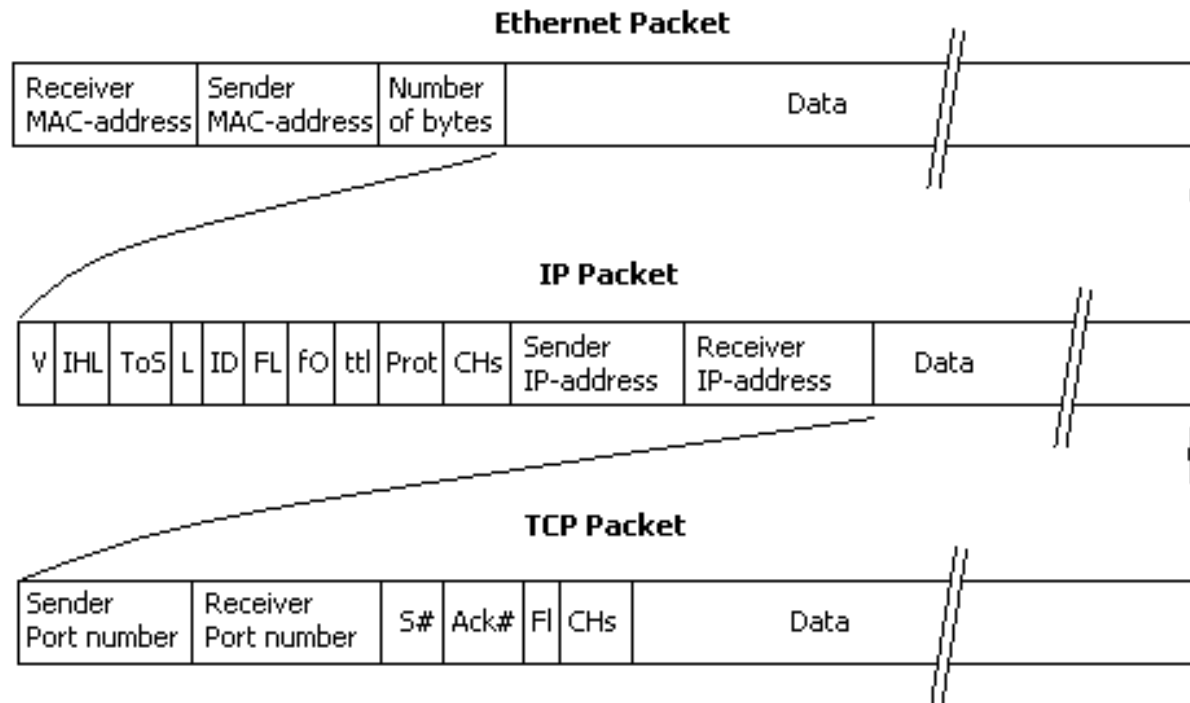 Ethernet Packet
Receiver MAC-address
Sender MAC-address
Number of bytes
Data
IP Packet
V
IHL
ToS
L
ID
FL
fO
ttl
Prot
CHs
Sender IP-address
Receiver IP-address
Data
TCP Packet
Sender Port number
Receiver Port number
S#
Ack#
Fl
CHs
Data